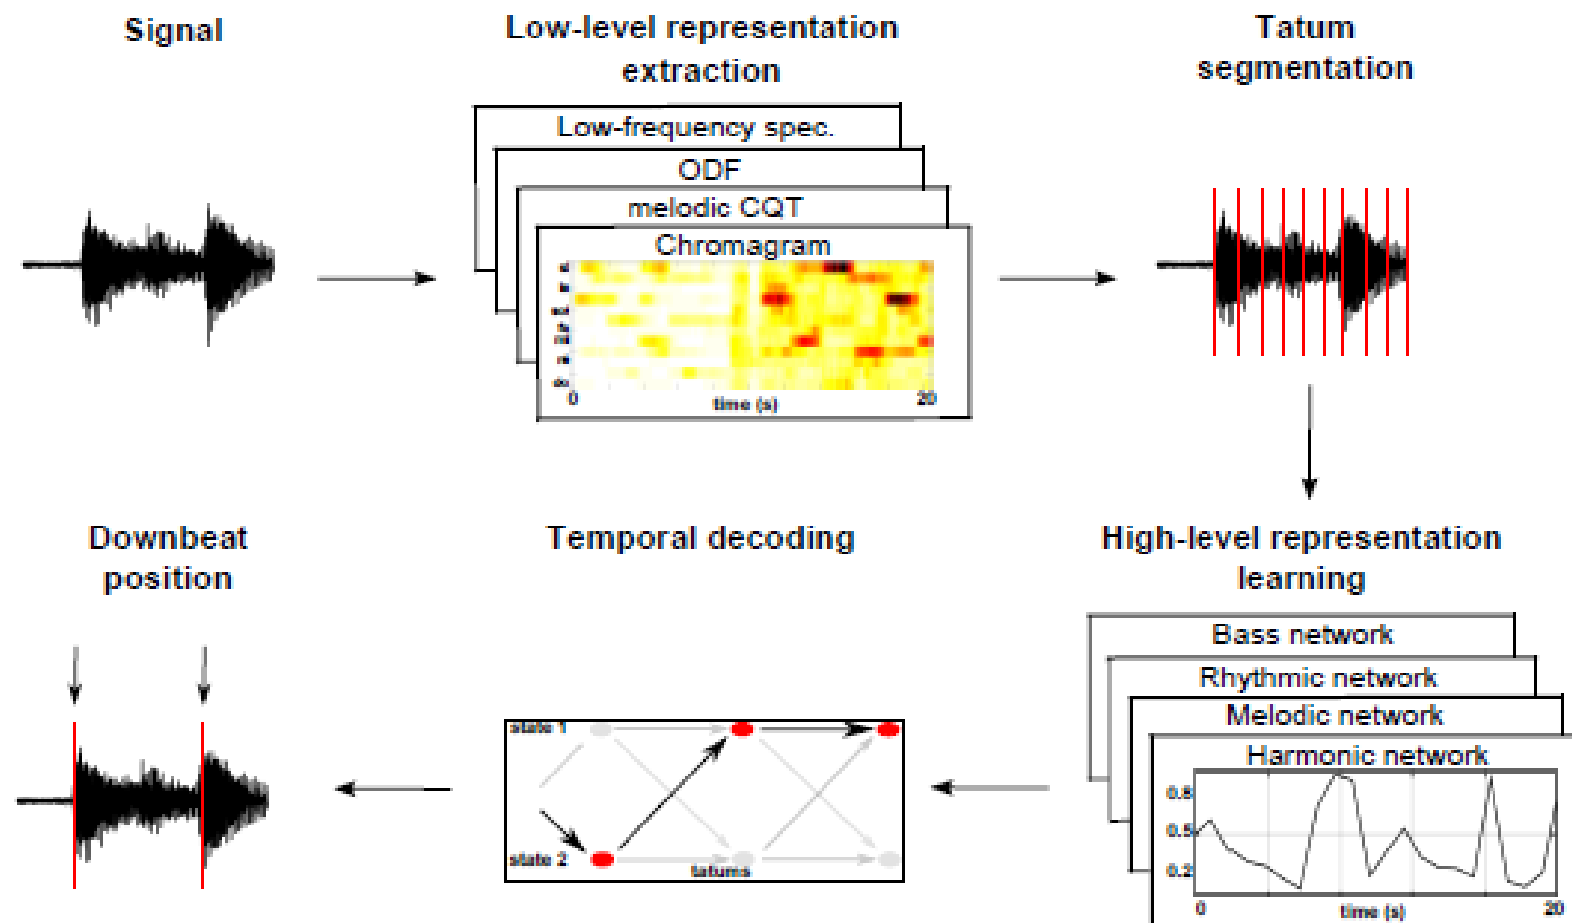 Signal
Low-level representation
extraction
Tatum
segmentation
Low-frequency spec.
ODF
melodic CQT
Chromagram
0
time (s)
20
Downbeat
position
Temporal decoding
High-level representation
learning
state 1
state 2
tatums
Bass network
Rhythmic network
Melodic network
Harmonic network
0.8
0.5
0.2
0
time (s)
20